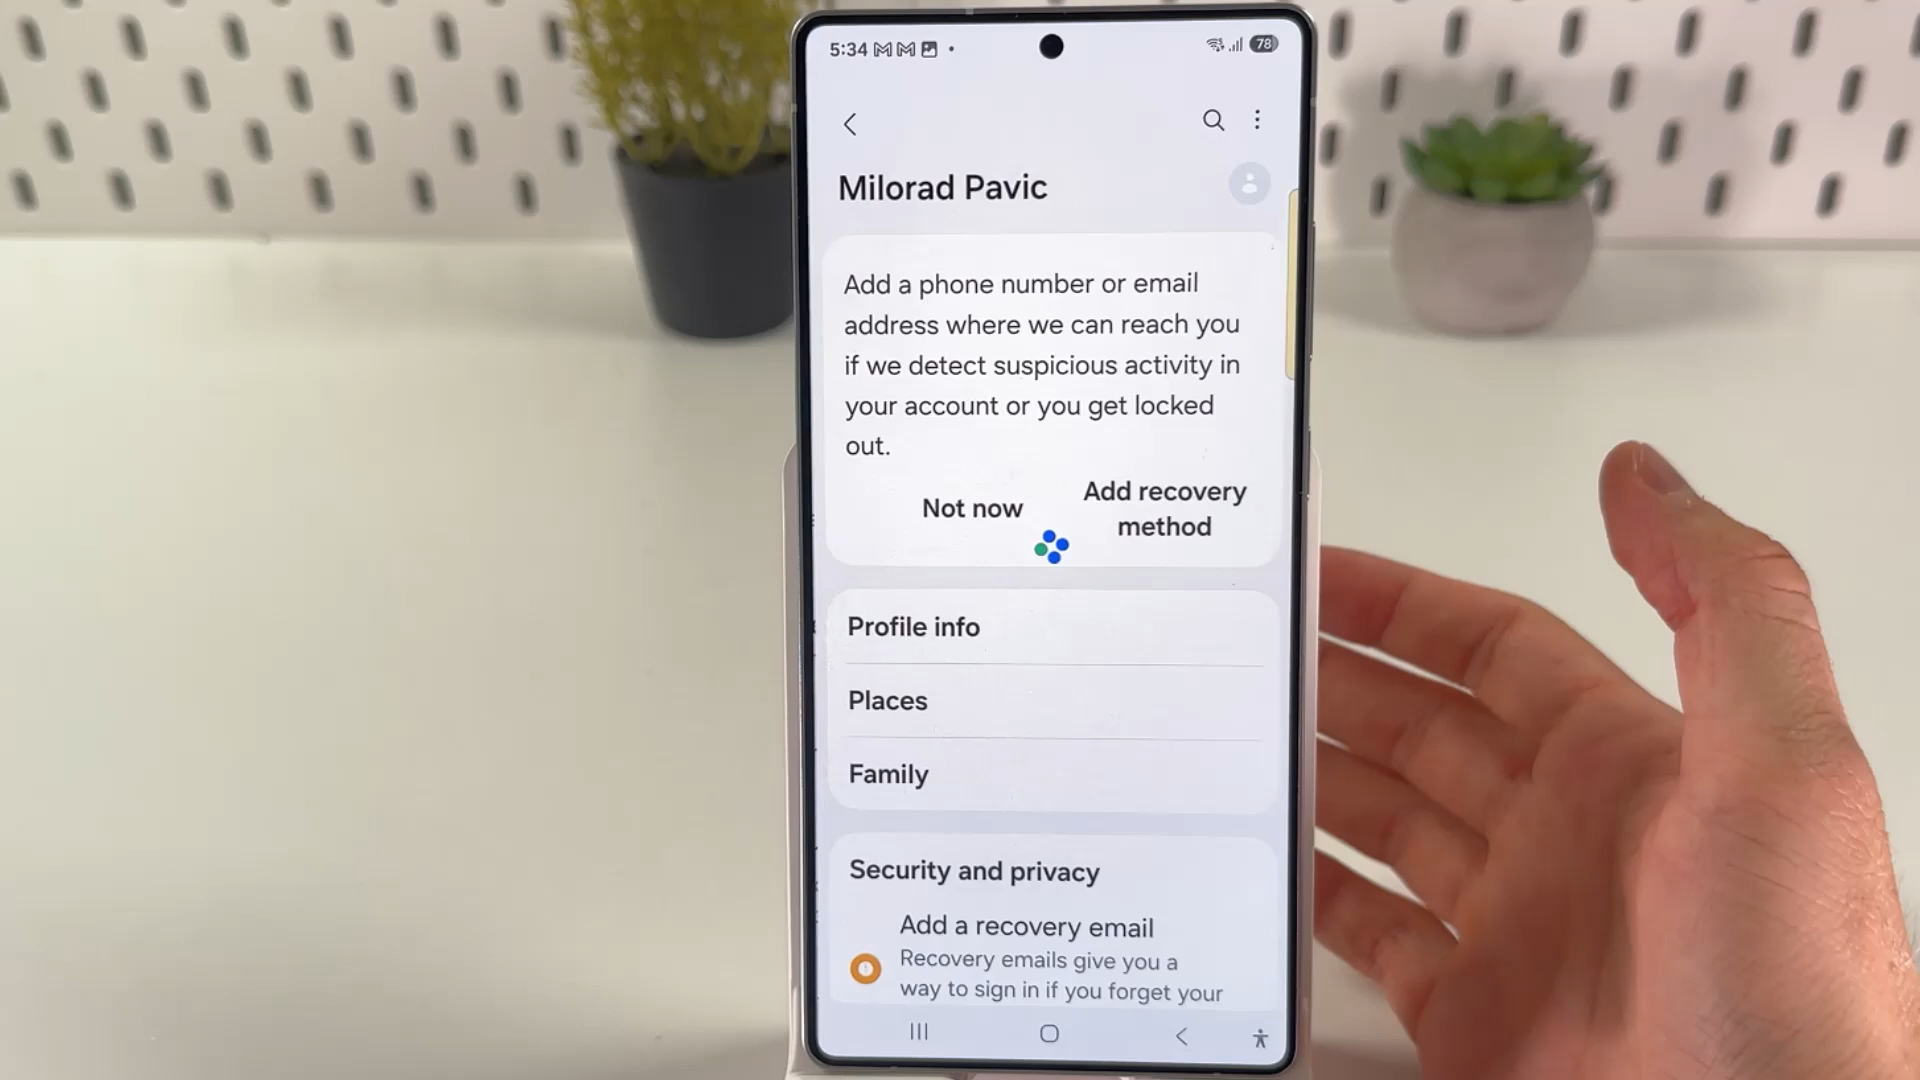 5:34
78
Milorad Pavic
Add a phone number or email
address where we can reach you
if we detect suspicious activity in
your account or you get locked
out.
Not now
Add recovery
method
Profile info
Places
Family
Security and privacy
Add a recovery email
Recovery emails give you a
way to sign in if you forget your